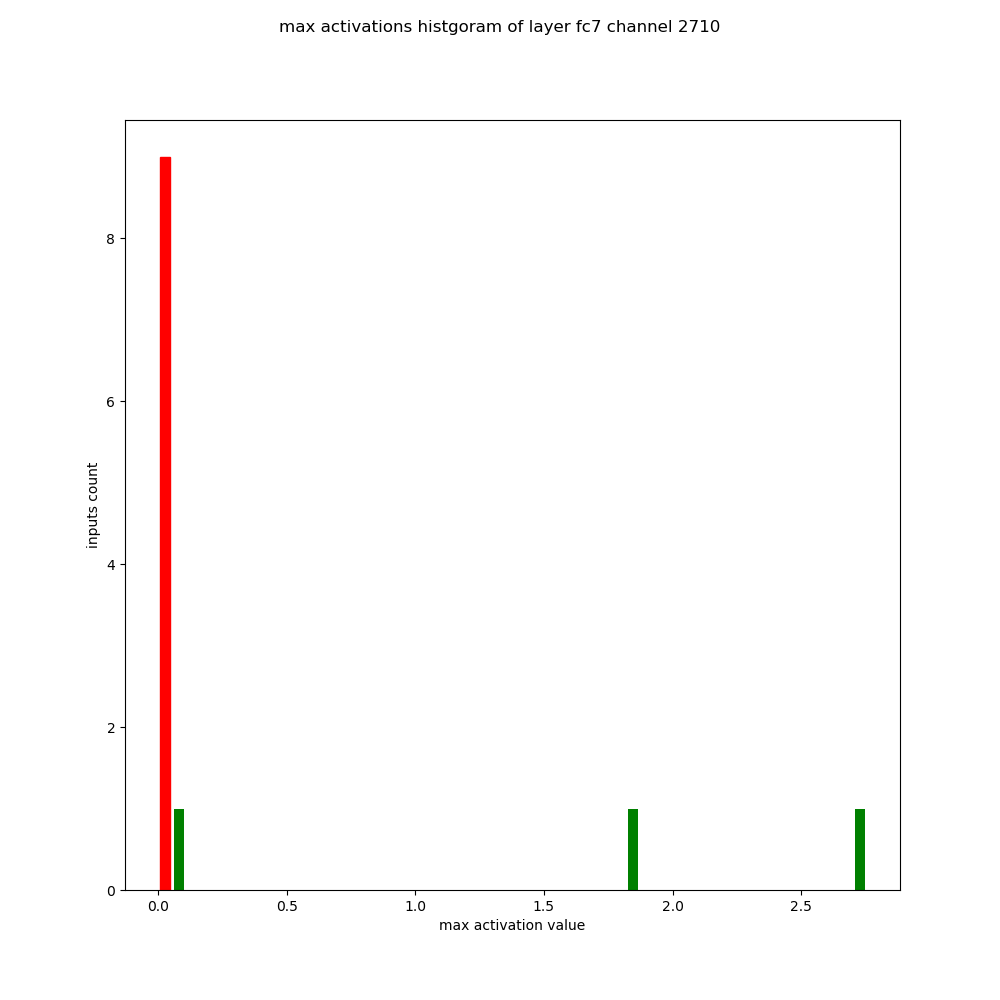 max activations histgoram of layer fc7 channel 2710
8
6
4
2
0
inputs count
0.0 0.5 1.0 1.5 2.0 2.5
max activation value